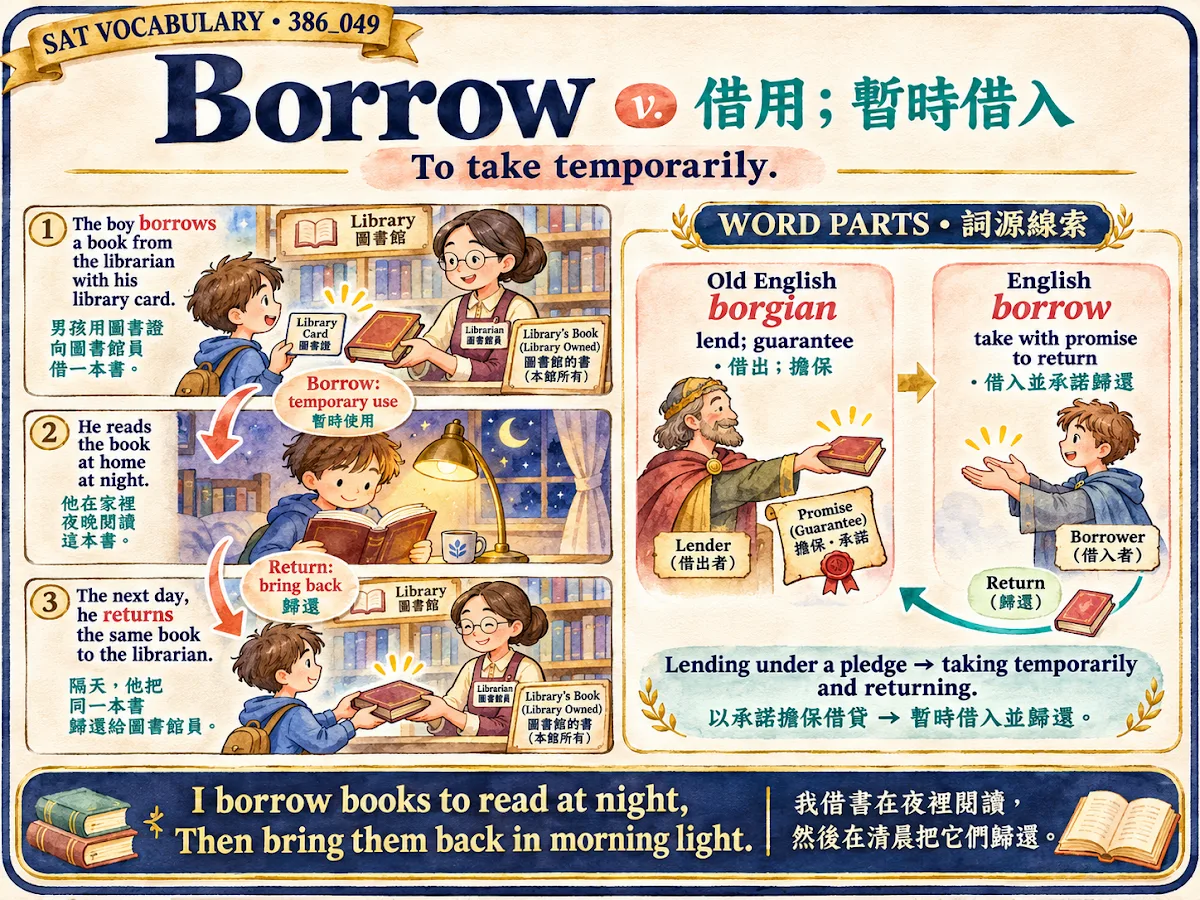 SAT VOCABULARY • 386_049
Borrow v. 借用；暫時借入
To take temporarily.
1
The boy borrows
a book from
the librarian
with his
library card.
男孩用圖書證
向圖書館員
借一本書。
Library
圖書館
Library
Card
圖書證
Librarian
圖書館員
Library's Book
(Library Owned)
圖書館的書
(本館所有)
Borrow:
temporary use
暫時使用
2
He reads
the book
at home
at night.
他在家裡
夜晚閱讀
這本書。
Return:
bring back
歸還
3
The next day,
he returns
the same book
to the librarian.
隔天，他把
同一本書
歸還給圖書館員。
Library
圖書館
Librarian
圖書館員
Library's Book
(Library Owned)
圖書館的書
(本館所有)
WORD PARTS • 詞源線索
Old English
borgian
lend; guarantee
• 借出；擔保
Lender
(借出者)
Promise
(Guarantee)
擔保・承諾
English
borrow
take with promise
to return
• 借入並承諾歸還
Borrower
(借入者)
Return
(歸還)
Lending under a pledge → taking temporarily
and returning.
以承諾擔保借貸 → 暫時借入並歸還。
I borrow books to read at night,
Then bring them back in morning light.
我借書在夜裡閱讀，
然後在清晨把它們歸還。